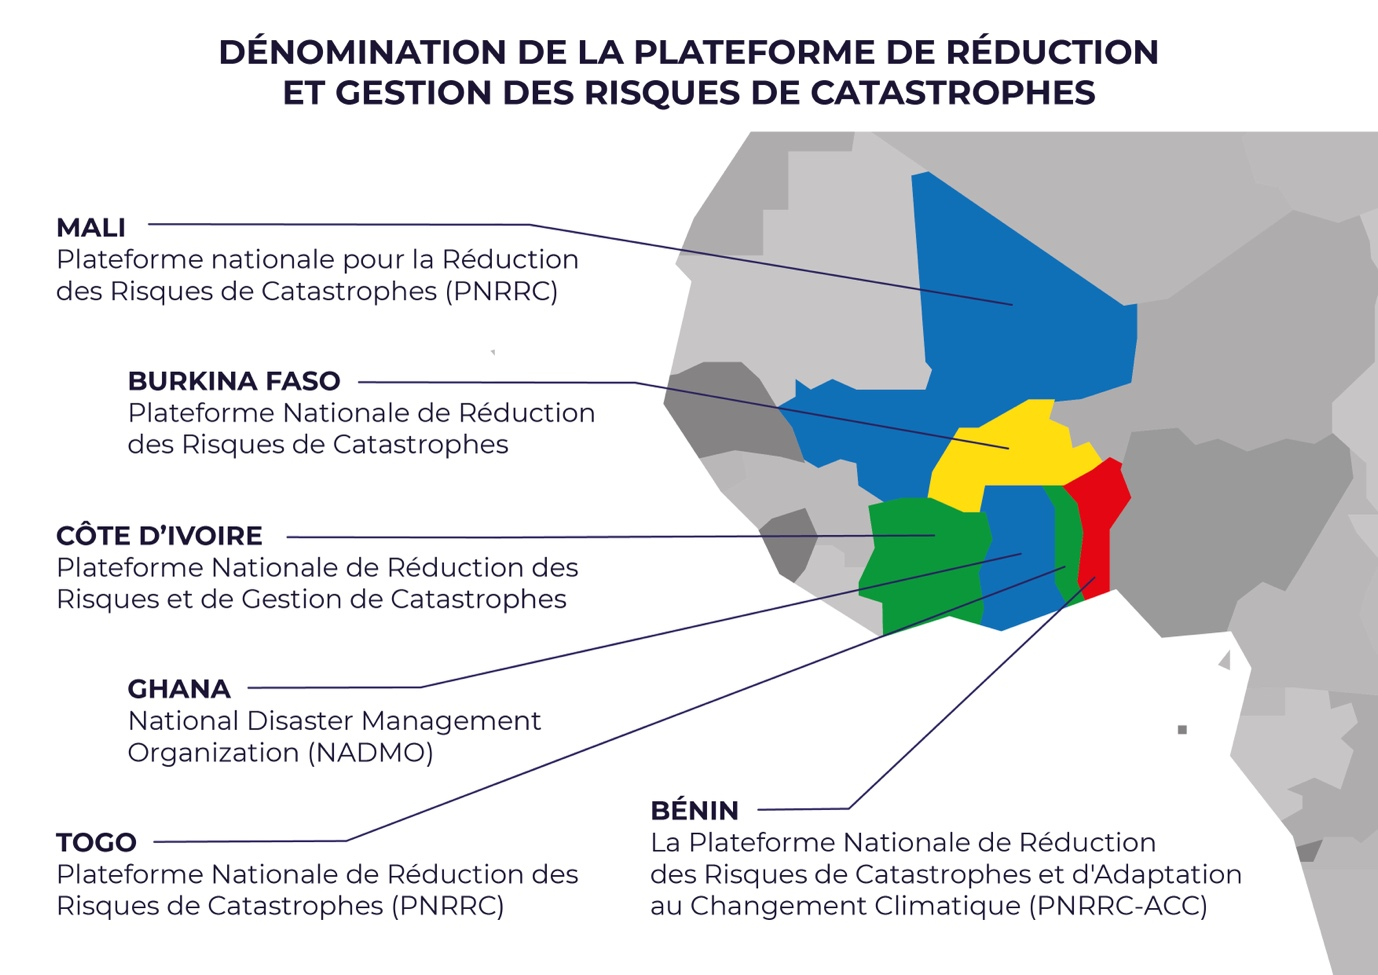 DÉNOMINATION DE LA PLATEFORME DE RÉDUCTION
ET GESTION DES RISQUES DE CATASTROPHES
MALI
Plateforme nationale pour la Réduction
des Risques de Catastrophes (PNRRC)
BURKINA FASO
Plateforme Nationale de Réduction
des Risques de Catastrophes
CÔTE D’IVOIRE
Plateforme Nationale de Réduction des
Risques et de Gestion de Catastrophes
GHANA
National Disaster Management
Organization (NADMO)
TOGO
Plateforme Nationale de Réduction des
Risques de Catastrophes (PNRRC)
BÉNIN
La Plateforme Nationale de Réduction
des Risques de Catastrophes et d'Adaptation
au Changement Climatique (PNRRC-ACC)